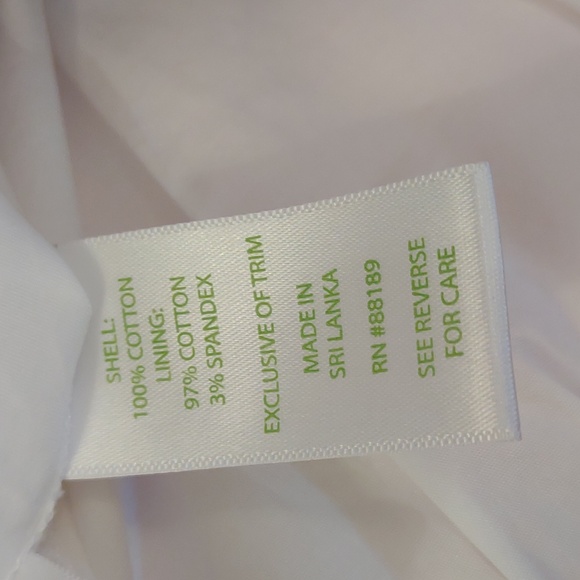 SHELL:
100% COTTON
LINING:
97% COTTON
3% SPANDEX
EXCLUSIVE OF TRIM
MADE IN
SRI LANKA
RN #88189
SEE REVERSE
FOR CARE